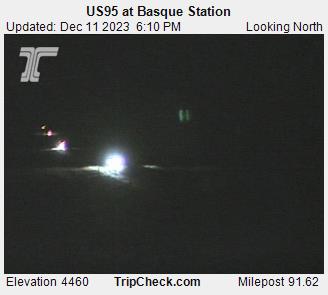 US95 at Basque Station
Updated: Dec 11 2023 6:10 PM Looking North
Elevation 4460 TripCheck.com Milepost 91.62